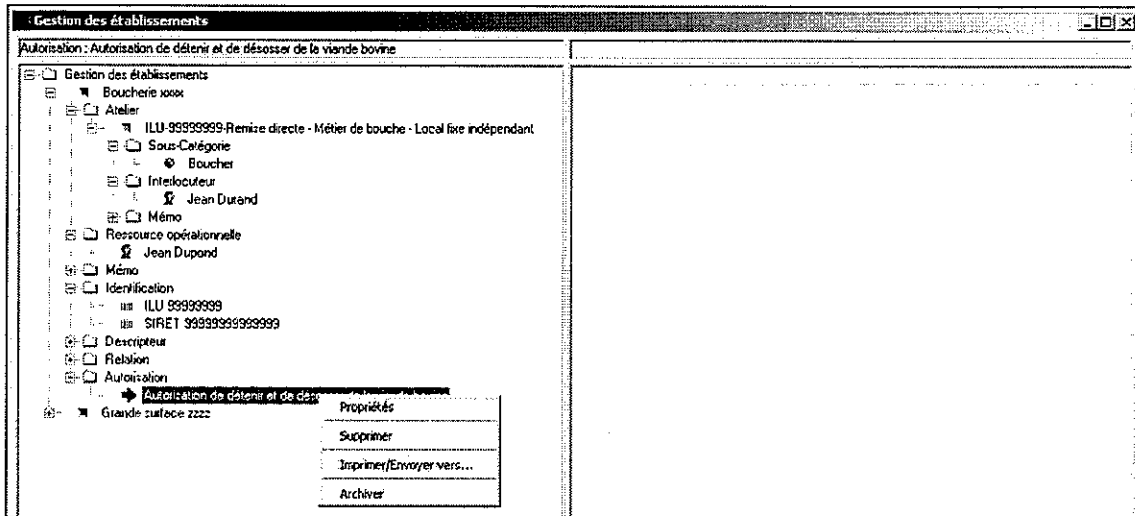 Gestion des établissements
Autorisation : Autorisation de détenir et de désosser de la viande bovine
Gestion des établissements
Boucherie xxxx
Atelier
ILU-99999999-Remise directe - Métier de bouche - Local fixe indépendant
Sous-Catégorie
Boucher
Interlocuteur
Jean Durand
Mémo
Ressource opérationnelle
Jean Dupond
Mémo
Identification
ILU 99999999
SIRET 99999999999999
Descripteur
Relation
Autorisation
Autorisation de détenir et de
Propriétés
Grande surface zzzz
Supprimer
Imprimer/Envoyer vers...
Archiver